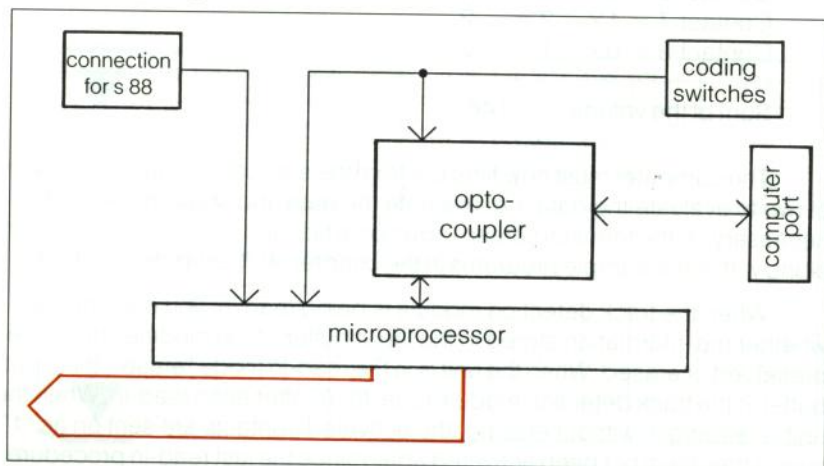 connection
for s 88
coding
switches
opto-
coupler
computer
port
microprocessor